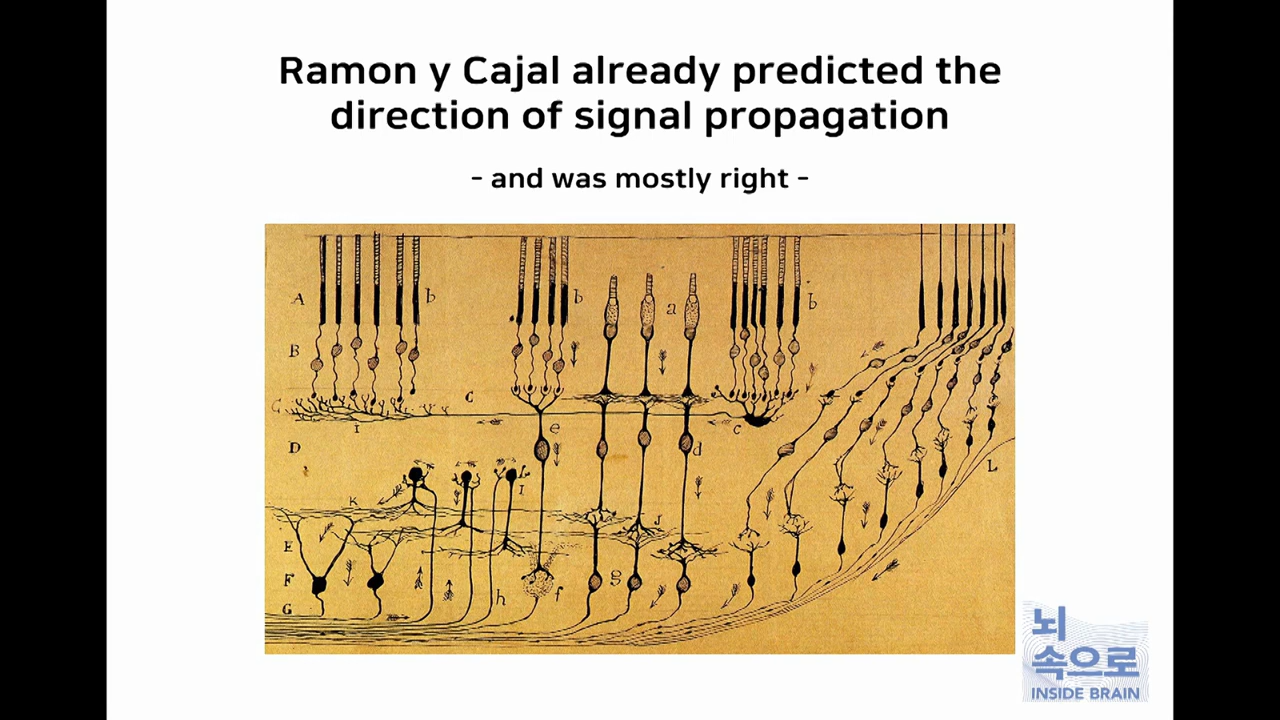 Ramon y Cajal already predicted the
direction of signal propagation
- and was mostly right -
A
b
b
a
b
B
C
e
c
i
D
d
L
K
I
J
E
F
g
f
h
G
뇌
속으로
INSIDE BRAIN